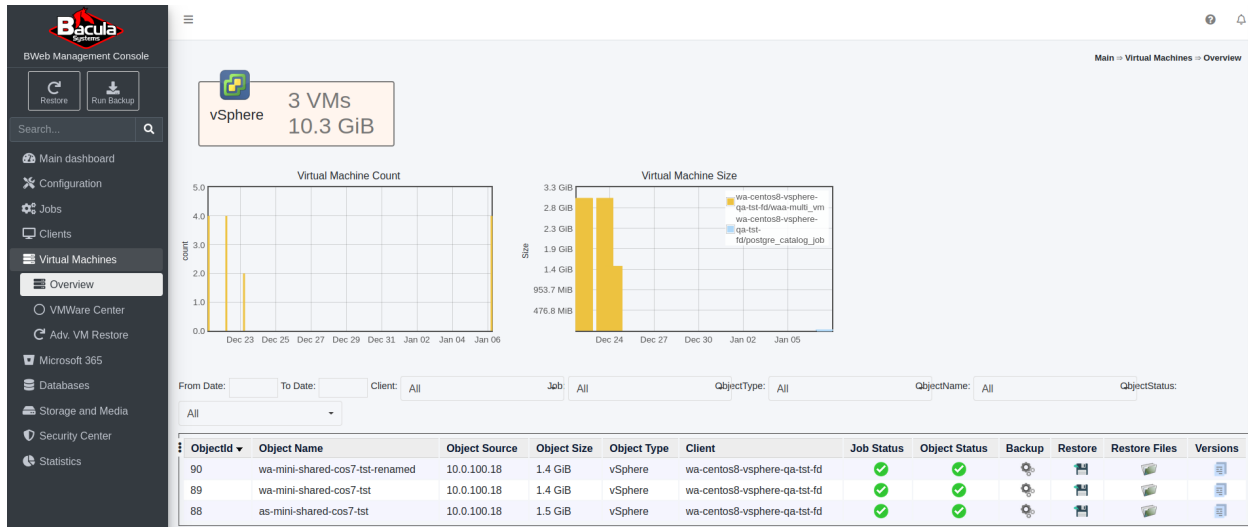 Bacula
Systems
BWeb Management Console
Restore
Run Backup
Search...
Main dashboard
Configuration
Jobs
Clients
Virtual Machines
Overview
VMWare Center
Adv. VM Restore
Microsoft 365
Databases
Storage and Media
Security Center
Statistics
Main ⇒ Virtual Machines ⇒ Overview
vSphere
3 VMs
10.3 GiB
Virtual Machine Count
5.0
4.0
3.0
2.0
1.0
0.0
count
Dec 23 Dec 25 Dec 27 Dec 29 Dec 31 Jan 02 Jan 04 Jan 06
Virtual Machine Size
3.3 GiB
2.8 GiB
2.3 GiB
1.9 GiB
1.4 GiB
953.7 MiB
476.8 MiB
Size
wa-centos8-vsphere-
qa-tst-fd/waa-multi_vm
wa-centos8-vsphere-
qa-tst-
fd/postgre_catalog_job
Dec 24 Dec 27 Dec 30 Jan 02 Jan 05
From Date: To Date: Client: All Job: All ObjectType: All ObjectName: All ObjectStatus:
All
ObjectId Object Name Object Source Object Size Object Type Client Job Status Object Status Backup Restore Restore Files Versions
90 wa-mini-shared-cos7-tst-renamed 10.0.100.18 1.4 GiB vSphere wa-centos8-vsphere-qa-tst-fd
89 wa-mini-shared-cos7-tst 10.0.100.18 1.4 GiB vSphere wa-centos8-vsphere-qa-tst-fd
88 as-mini-shared-cos7-tst 10.0.100.18 1.5 GiB vSphere wa-centos8-vsphere-qa-tst-fd